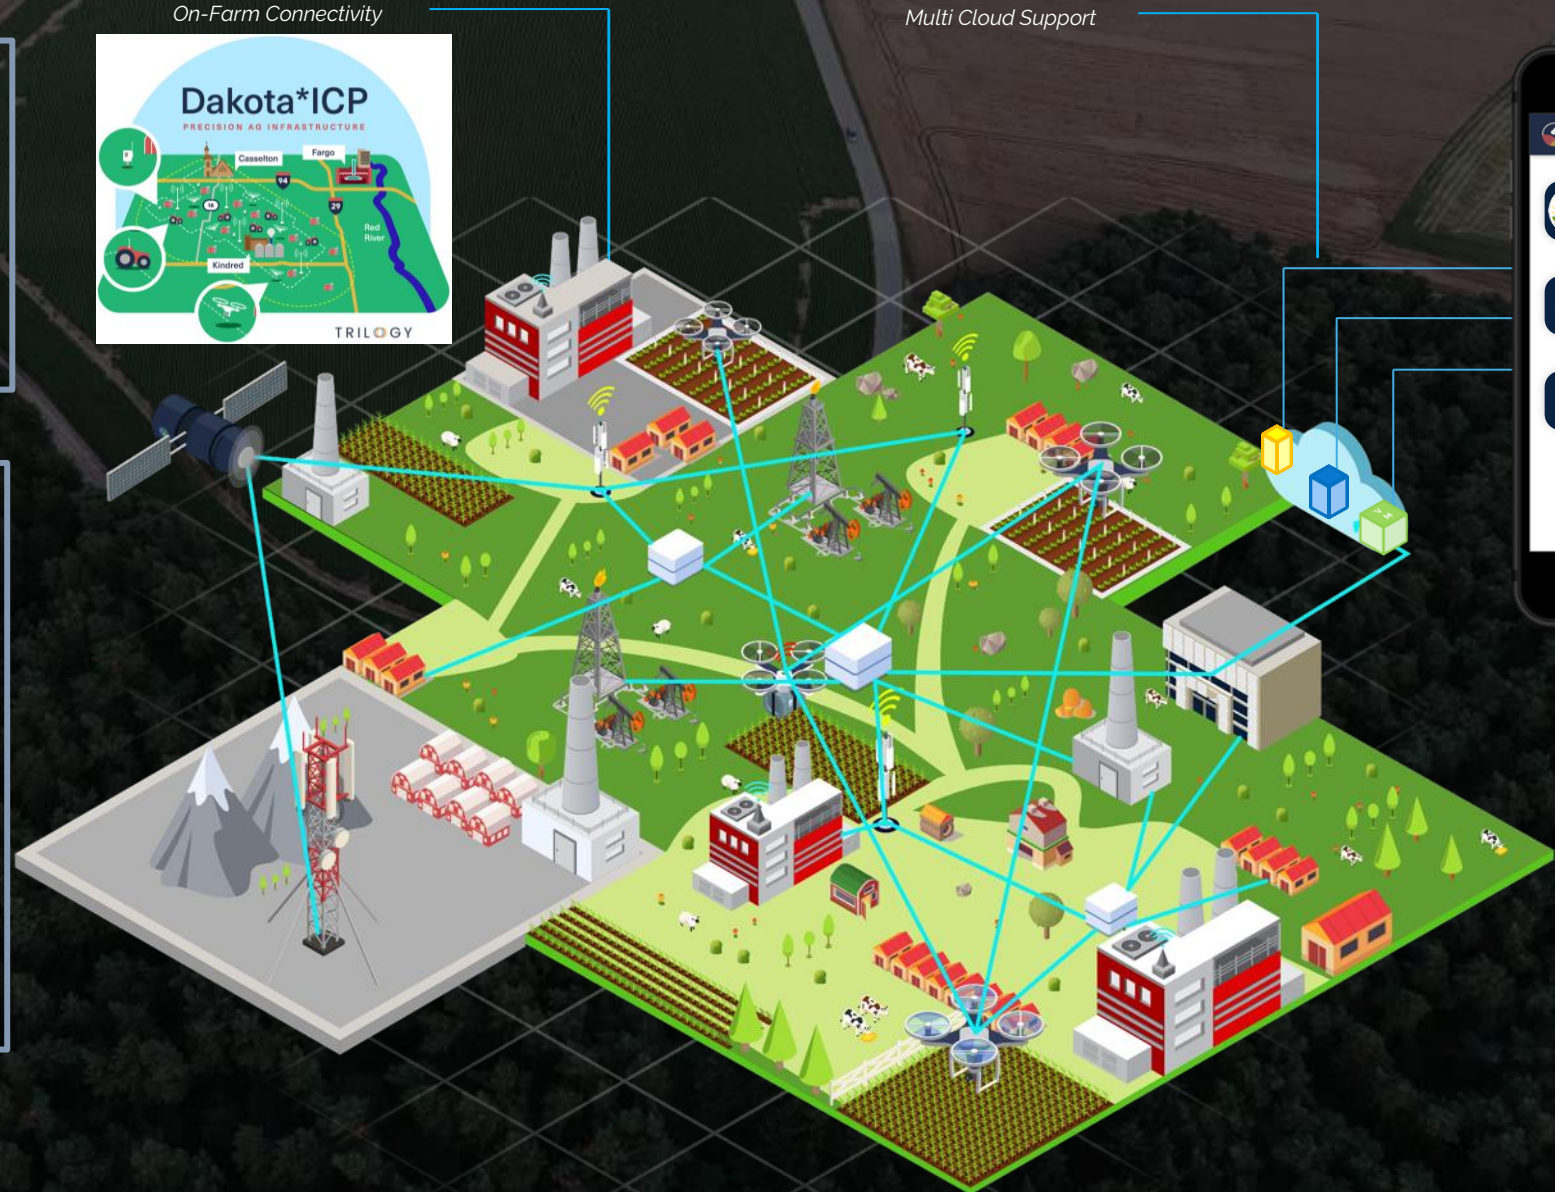 On-Farm Connectivity
Multi Cloud Support
Dakota*ICP
PRECISION AG INFRASTRUCTURE
Casselton
Fargo
94
18
29
Red
River
Kindred
TRILOGY